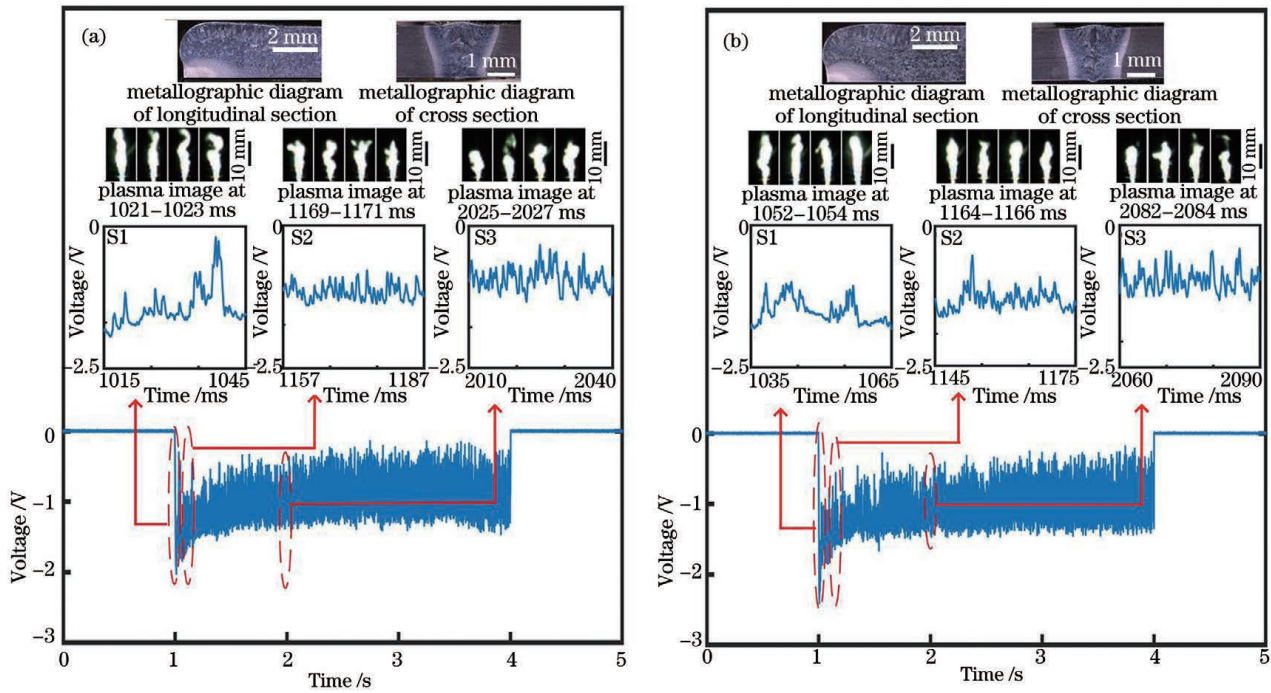 (a)
2 mm
1 mm
metallographic diagram
of longitudinal section
metallographic diagram
of cross section
10 mm
10 mm
10 mm
plasma image at
1021−1023 ms
plasma image at
1169−1171 ms
plasma image at
2025−2027 ms
0
S1
Voltage /V
−2.5
1015
1045
Time /ms
0
S2
Voltage /V
−2.5
1157
1187
Time /ms
0
S3
Voltage /V
−2.5
2010
2040
Time /ms
0
−1
−2
−3
Voltage /V
0
1
2
3
4
5
Time /s
(b)
2 mm
1 mm
metallographic diagram
of longitudinal section
metallographic diagram
of cross section
10 mm
10 mm
10 mm
plasma image at
1052−1054 ms
plasma image at
1164−1166 ms
plasma image at
2082−2084 ms
0
S1
Voltage /V
−2.5
1035
1065
Time /ms
0
S2
Voltage /V
−2.5
1145
1175
Time /ms
0
S3
Voltage /V
−2.5
2060
2090
Time /ms
0
−1
−2
−3
Voltage /V
0
1
2
3
4
5
Time /s